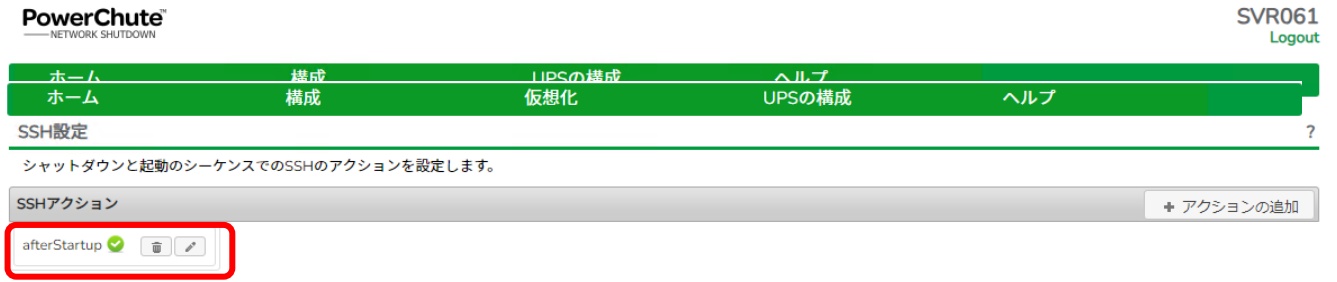 PowerChute™
NETWORK SHUTDOWN
SVR061
Logout
ホーム 構成 UPSの構成 ヘルプ
ホーム 構成 仮想化 UPSの構成 ヘルプ
SSH設定 ?
シャットダウンと起動のシーケンスでのSSHのアクションを設定します。
SSHアクション + アクションの追加
afterStartup